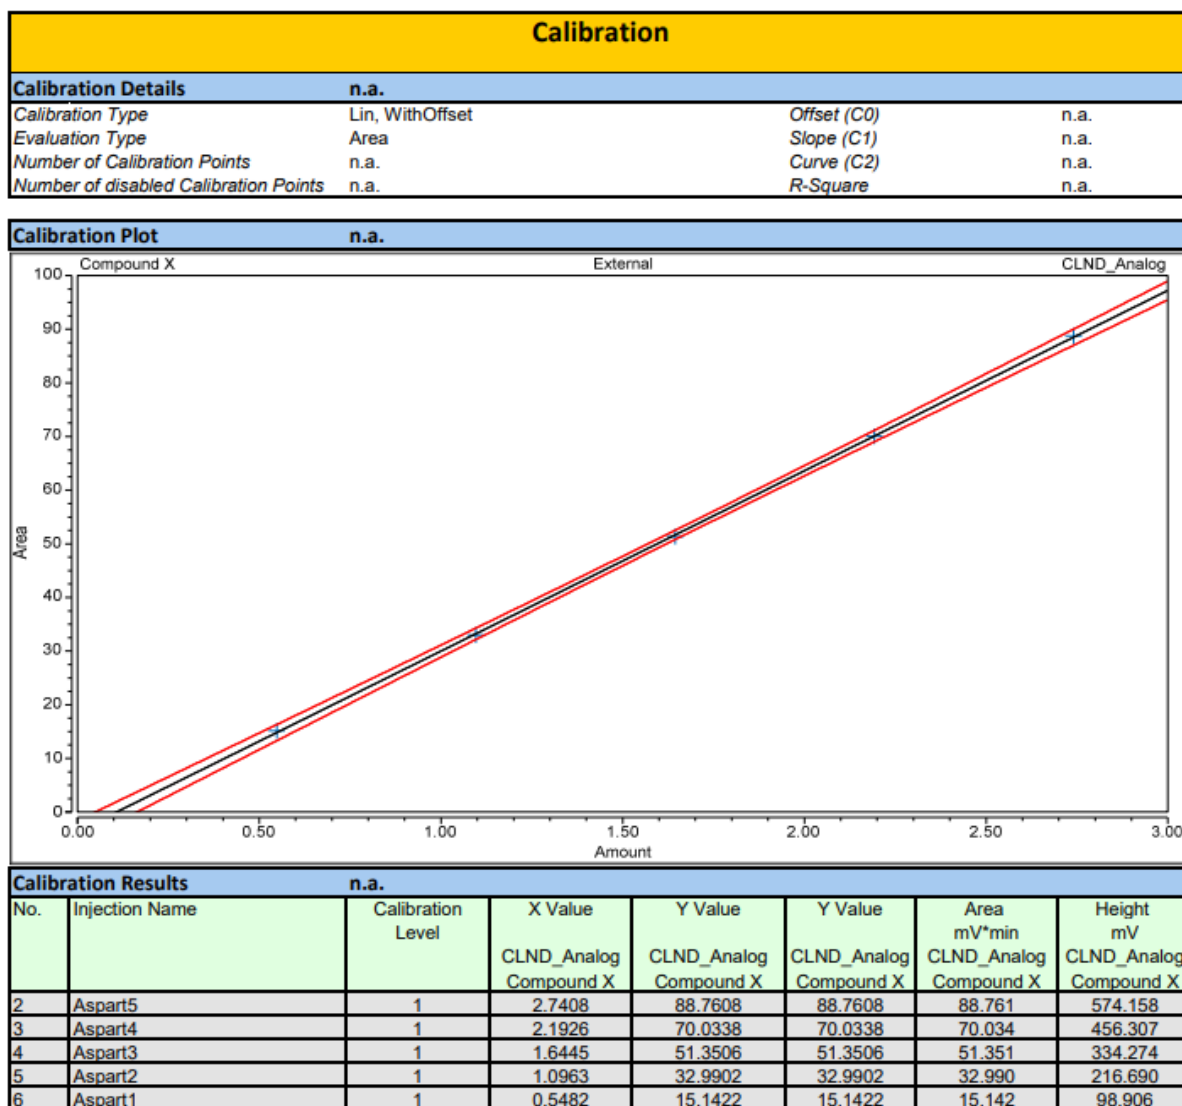 Calibration
Calibration Details n.a.
Calibration Type Lin, WithOffset Offset (C0) n.a.
Evaluation Type Area Slope (C1) n.a.
Number of Calibration Points n.a. Curve (C2) n.a.
Number of disabled Calibration Points n.a. R-Square n.a.
Calibration Plot n.a.
Compound X External CLND_Analog
100
90
80
70
60
50
40
30
20
10
0
Area
0.00 0.50 1.00 1.50 2.00 2.50 3.00
Amount
Calibration Results n.a.
No. Injection Name Calibration X Value Y Value Y Value Area Height
Level mV*min mV
CLND_Analog CLND_Analog CLND_Analog CLND_Analog CLND_Analog
Compound X Compound X Compound X Compound X Compound X
2 Aspart5 1 2.7408 88.7608 88.7608 88.761 574.158
3 Aspart4 1 2.1926 70.0338 70.0338 70.034 456.307
4 Aspart3 1 1.6445 51.3506 51.3506 51.351 334.274
5 Aspart2 1 1.0963 32.9902 32.9902 32.990 216.690
6 Aspart1 1 0.5482 15.1422 15.1422 15.142 98.906